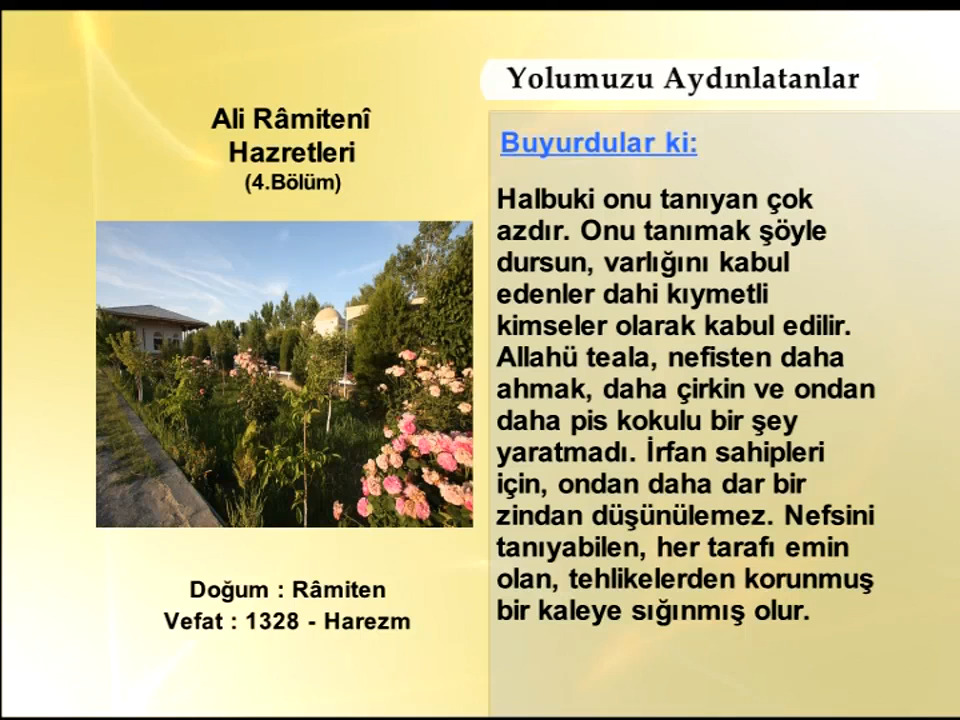 Yolumuzu Aydınlatanlar
Ali Râmitenî
Hazretleri
(4.Bölüm)
Buyurdular ki:
Halbuki onu tanıyan çok
azdır. Onu tanımak şöyle
dursun, varlığını kabul
edenler dahi kıymetli
kimseler olarak kabul edilir.
Allahü teala, nefisten daha
ahmak, daha çirkin ve ondan
daha pis kokulu bir şey
yaratmadı. İrfan sahipleri
için, ondan daha dar bir
zindan düşünülemez. Nefsini
tanıyabilen, her tarafı emin
olan, tehlikelerden korunmuş
bir kaleye sığınmış olur.
Doğum : Râmiten
Vefat : 1328 - Harezm